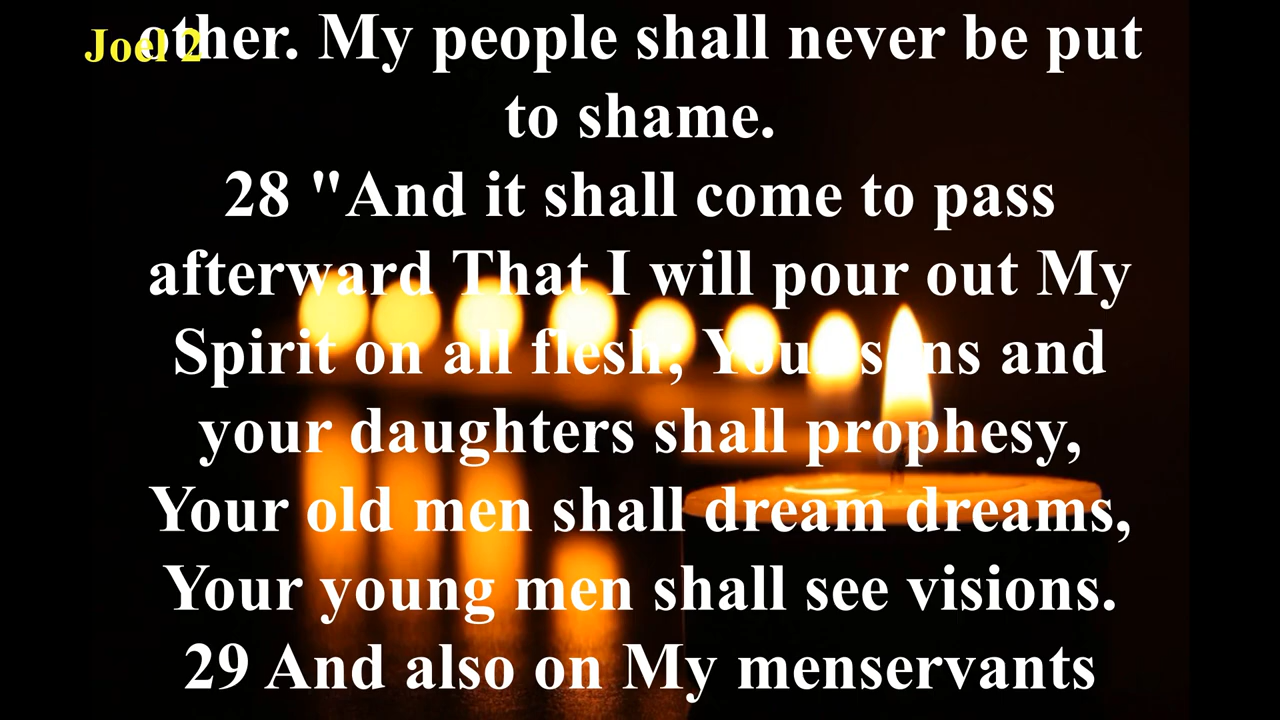 Joel 2
other. My people shall never be put
to shame.
28 "And it shall come to pass
afterward That I will pour out My
Spirit on all flesh; Your sons and
your daughters shall prophesy,
Your old men shall dream dreams,
Your young men shall see visions.
29 And also on My menservants